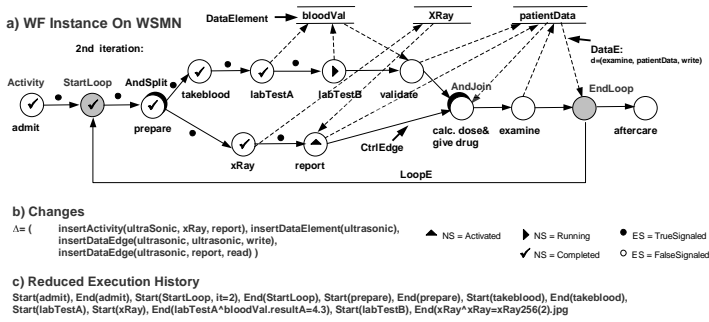 a) WF Instance On WSMN
DataElement
bloodVal
XRay
patientData
2nd iteration:
DataE:
d=(examine, patientData, write)
Activity
StartLoop
AndSplit
takeblood
labTestA
labTestB
validate
AndJoin
EndLoop
admit
prepare
calc. dose&
give drug
examine
aftercare
xRay
report
CtrlEdge
LoopE
b) Changes
Δ= ( insertActivity(ultraSonic, xRay, report), insertDataElement(ultrasonic),
insertDataEdge(ultrasonic, ultrasonic, write),
insertDataEdge(ultrasonic, report, read) )
NS = Activated
NS = Running
ES = TrueSignaled
NS = Completed
ES = FalseSignaled
c) Reduced Execution History
Start(admit), End(admit), Start(StartLoop, it=2), End(StartLoop), Start(prepare), End(prepare), Start(takeblood), End(takeblood),
Start(labTestA), Start(xRay), End(labTestA^bloodVal.resultA=4.3), Start(labTestB), End(xRay^xRay=xRay256(2).jpg